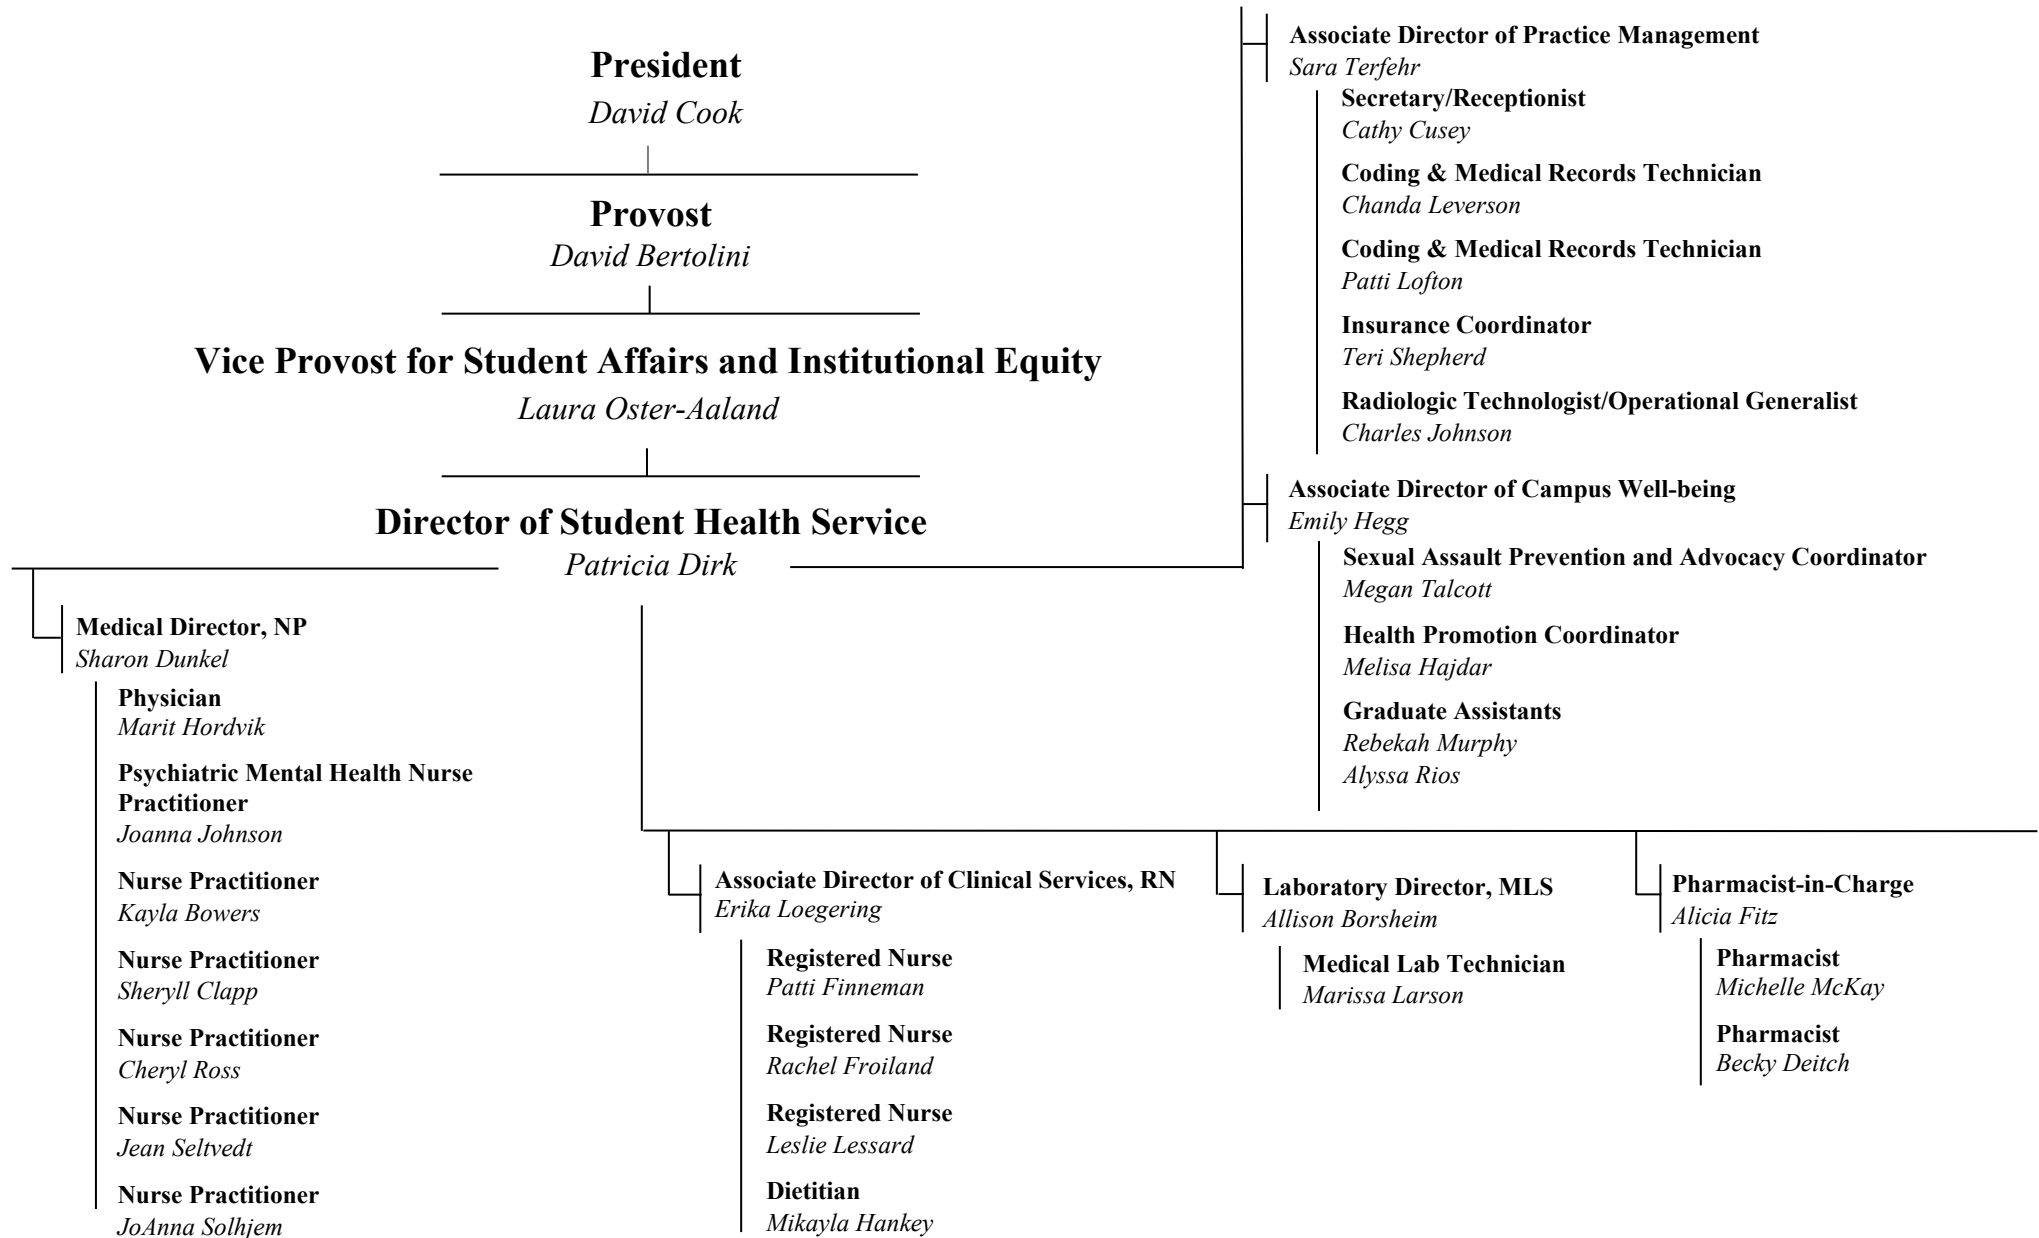 President
David Cook
Provost
David Bertolini
Vice Provost for Student Affairs and Institutional Equity
Laura Oster-Aaland
Director of Student Health Service
Patricia Dirk
Medical Director, NP
Sharon Dunkel
Physician
Marit Hordvik
Psychiatric Mental Health Nurse
Practitioner
Joanna Johnson
Nurse Practitioner
Kayla Bowers
Nurse Practitioner
Sheryll Clapp
Nurse Practitioner
Cheryl Ross
Nurse Practitioner
Jean Seltvedt
Nurse Practitioner
JoAnna Solhjem
Associate Director of Clinical Services, RN
Erika Loegering
Registered Nurse
Patti Finneman
Registered Nurse
Rachel Froiland
Registered Nurse
Leslie Lessard
Dietitian
Mikayla Hankey
Laboratory Director, MLS
Allison Borsheim
Medical Lab Technician
Marissa Larson
Pharmacist-in-Charge
Alicia Fitz
Pharmacist
Michelle McKay
Pharmacist
Becky Deitch
Associate Director of Practice Management
Sara Terfehr
Secretary/Receptionist
Cathy Cusey
Coding & Medical Records Technician
Chanda Leverson
Coding & Medical Records Technician
Patti Lofton
Insurance Coordinator
Teri Shepherd
Radiologic Technologist/Operational Generalist
Charles Johnson
Associate Director of Campus Well-being
Emily Hegg
Sexual Assault Prevention and Advocacy Coordinator
Megan Talcott
Health Promotion Coordinator
Melisa Hajdar
Graduate Assistants
Rebekah Murphy
Alyssa Rios